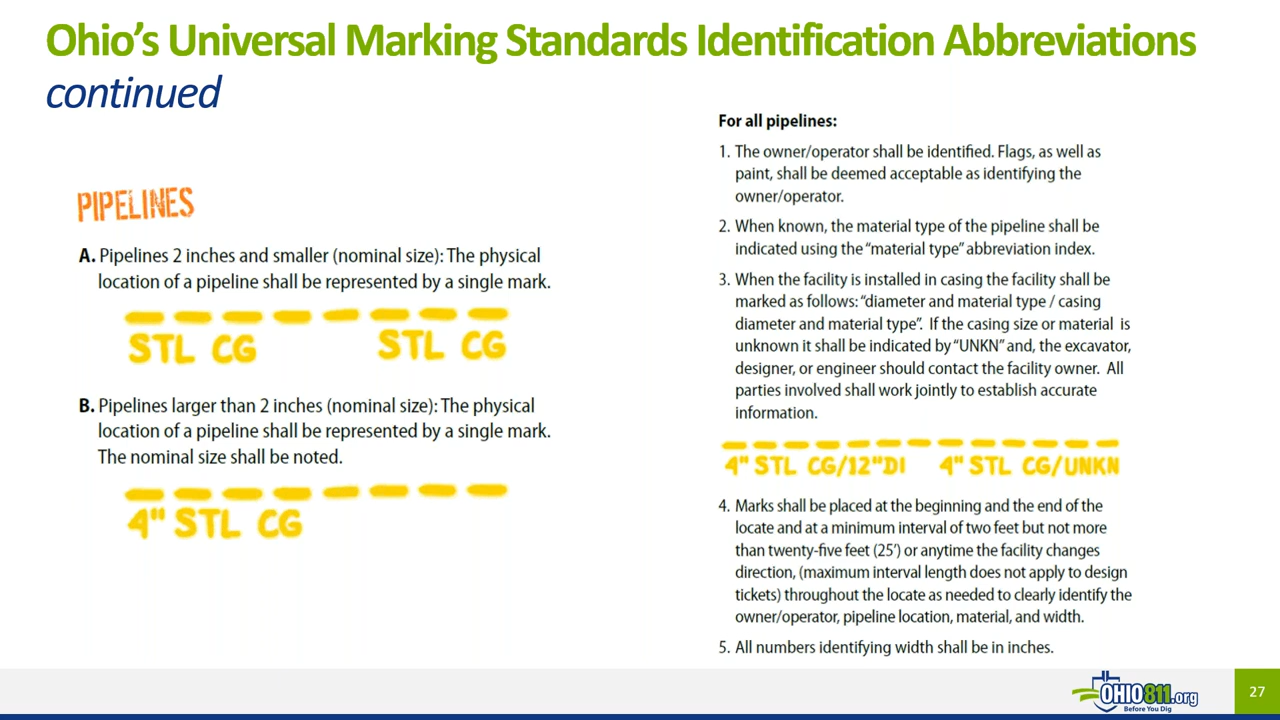 Ohio's Universal Marking Standards Identification Abbreviations
continued
PIPELINES
A. Pipelines 2 inches and smaller (nominal size): The physical
location of a pipeline shall be represented by a single mark.
STL CG STL CG
B. Pipelines larger than 2 inches (nominal size): The physical
location of a pipeline shall be represented by a single mark.
The nominal size shall be noted.
4" STL CG
For all pipelines:
1. The owner/operator shall be identified. Flags, as well as
paint, shall be deemed acceptable as identifying the
owner/operator.
2. When known, the material type of the pipeline shall be
indicated using the "material type" abbreviation index.
3. When the facility is installed in casing the facility shall be
marked as follows: "diameter and material type / casing
diameter and material type". If the casing size or material is
unknown it shall be indicated by "UNKN" and, the excavator,
designer, or engineer should contact the facility owner. All
parties involved shall work jointly to establish accurate
information.
4" STL CG/12"DI 4" STL CG/UNKN
4. Marks shall be placed at the beginning and the end of the
locate and at a minimum interval of two feet but not more
than twenty-five feet (25') or anytime the facility changes
direction, (maximum interval length does not apply to design
tickets) throughout the locate as needed to clearly identify the
owner/operator, pipeline location, material, and width.
5. All numbers identifying width shall be in inches.
OHIO811.org
Before You Dig
27